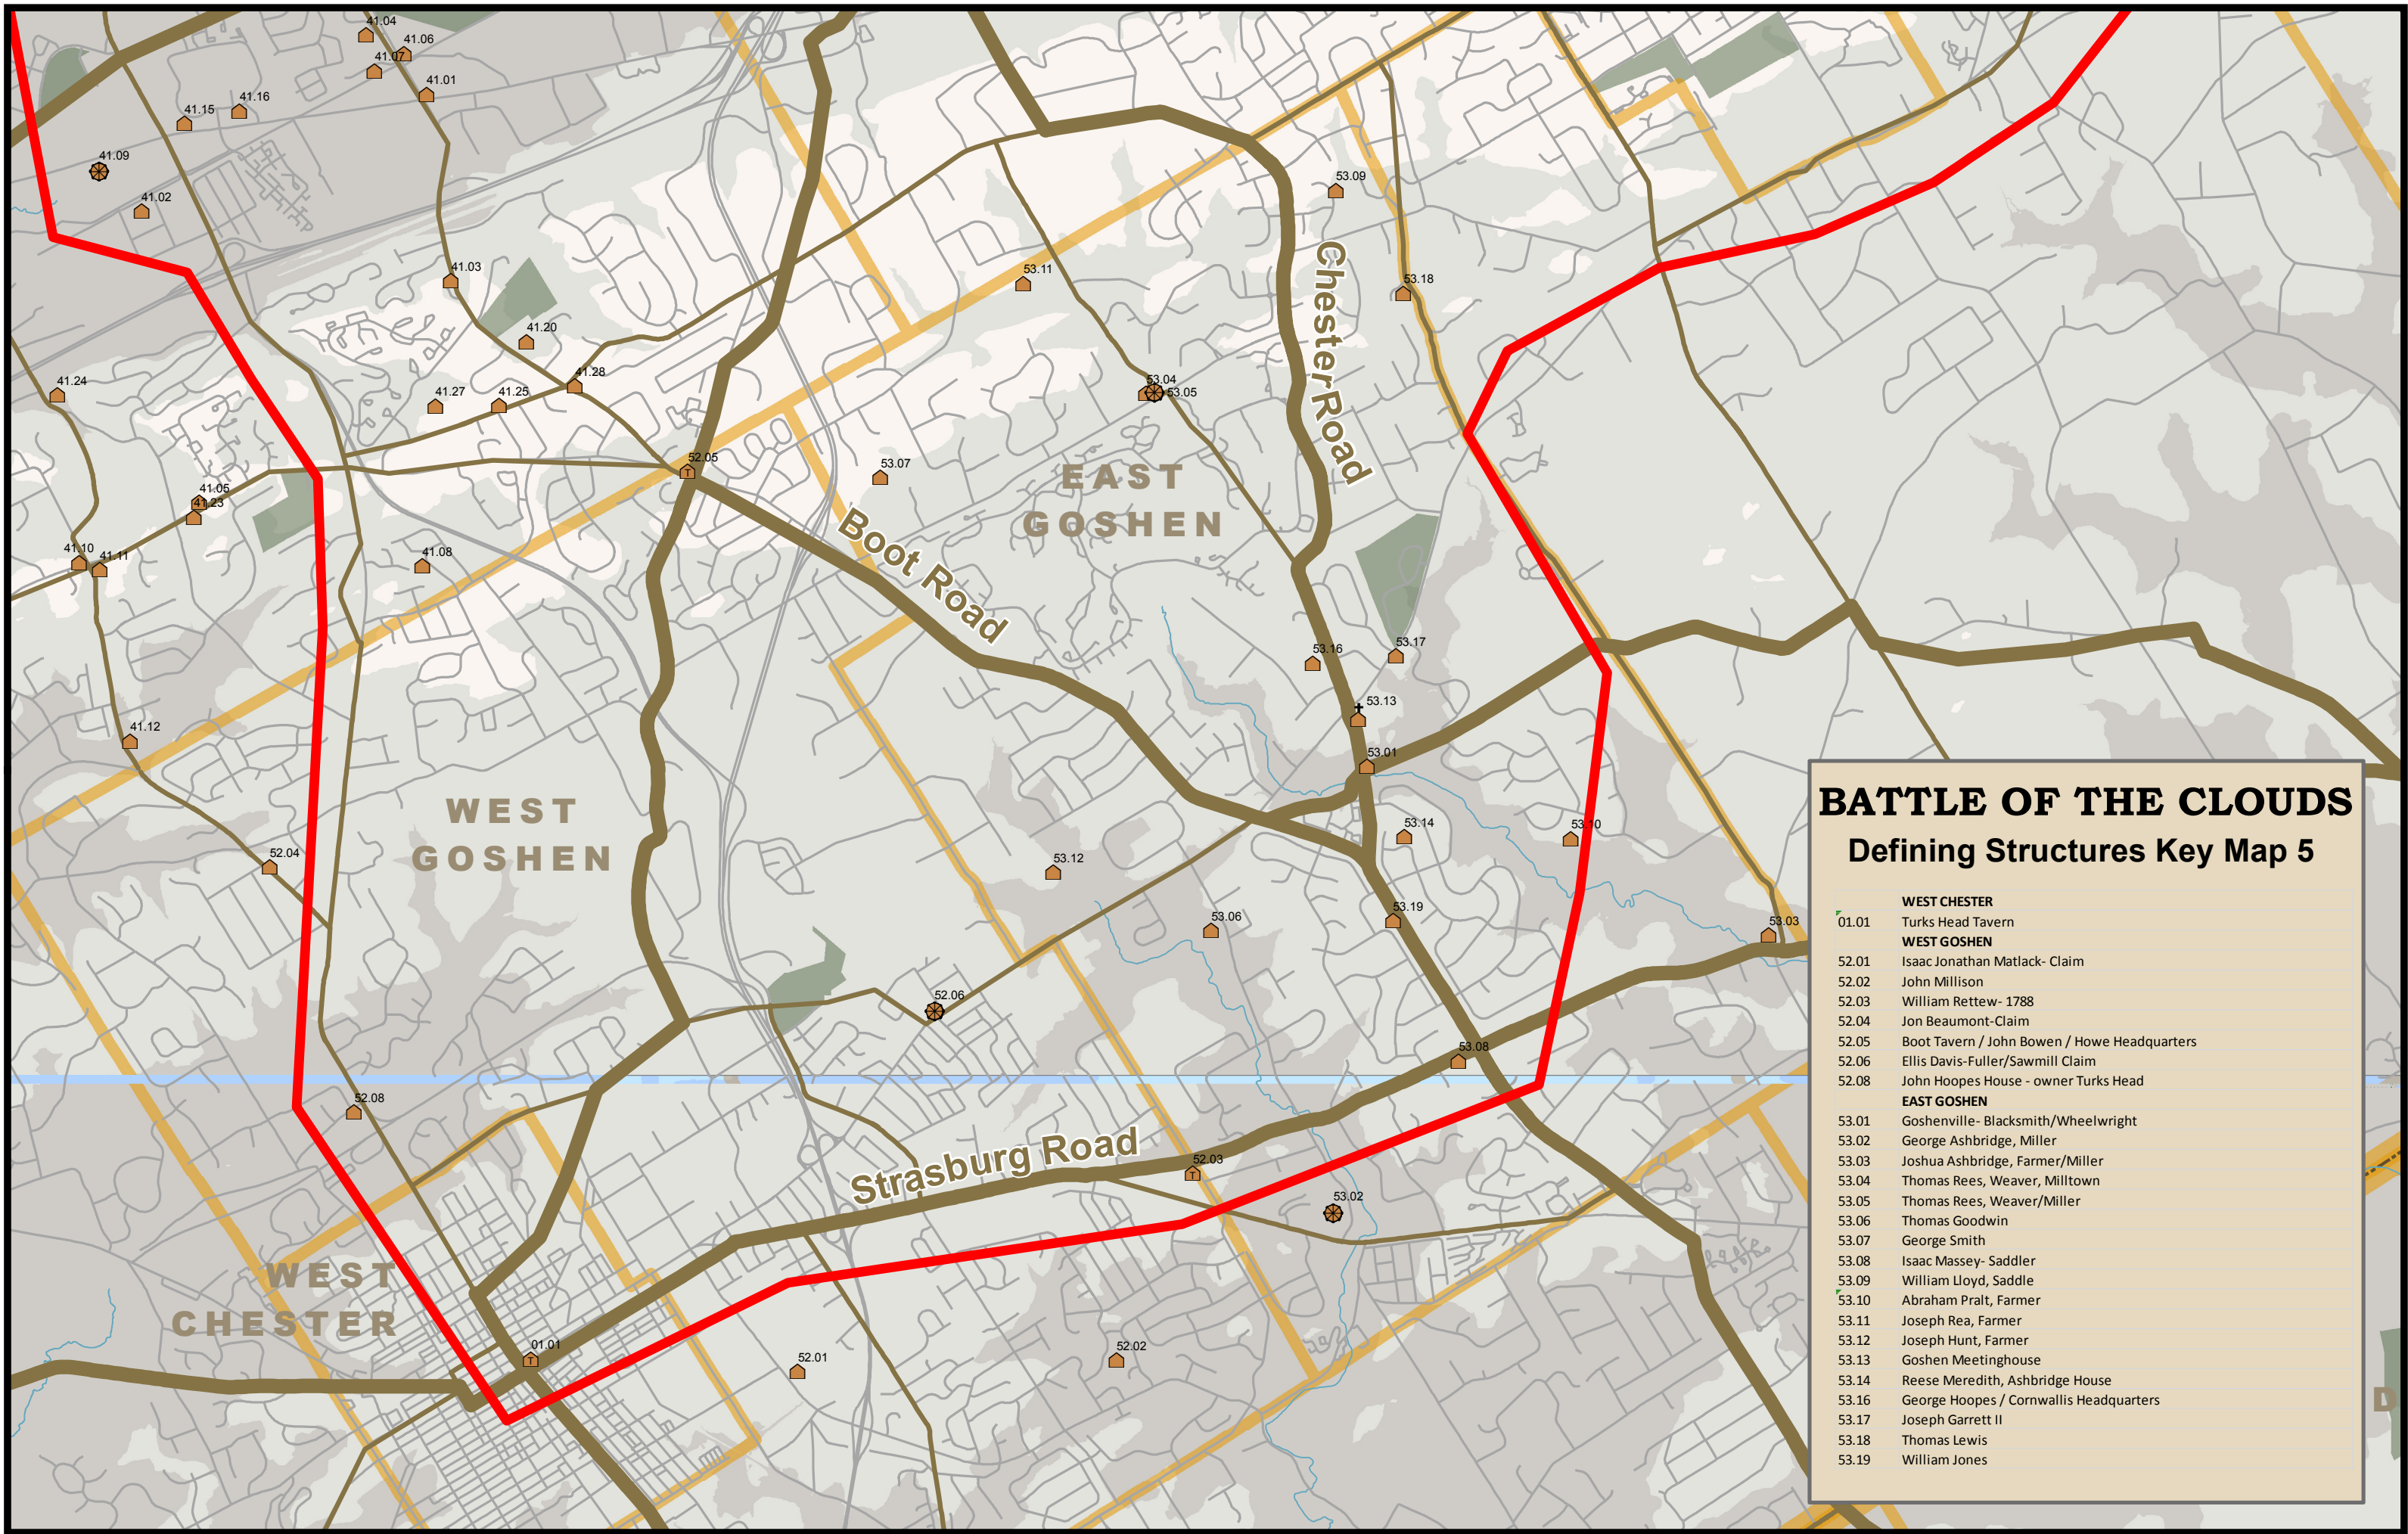 41.04
41.06
41.07
41.01
41.16
41.15
41.09
41.02
53.09
41.03
53.11
53.18
Chester Road
41.20
41.28
41.24
41.27
41.25
53.04
53.05
52.05
53.07
EAST
GOSHEN
41.05
41.23
Boot Road
41.10
41.11
41.08
53.16
53.17
53.13
41.12
53.01
WEST
GOSHEN
53.14
53.10
52.04
53.12
53.06
53.19
53.03
52.06
53.08
52.08
Strasburg Road
52.03
53.02
WEST
CHESTER
01.01
52.01
52.02
D
BATTLE OF THE CLOUDS
Defining Structures Key Map 5
WEST CHESTER
01.01 Turks Head Tavern
WEST GOSHEN
52.01 Isaac Jonathan Matlack- Claim
52.02 John Millison
52.03 William Rettew- 1788
52.04 Jon Beaumont-Claim
52.05 Boot Tavern / John Bowen / Howe Headquarters
52.06 Ellis Davis-Fuller/Sawmill Claim
52.08 John Hoopes House - owner Turks Head
EAST GOSHEN
53.01 Goshenville- Blacksmith/Wheelwright
53.02 George Ashbridge, Miller
53.03 Joshua Ashbridge, Farmer/Miller
53.04 Thomas Rees, Weaver, Milltown
53.05 Thomas Rees, Weaver/Miller
53.06 Thomas Goodwin
53.07 George Smith
53.08 Isaac Massey- Saddler
53.09 William Lloyd, Saddle
53.10 Abraham Pralt, Farmer
53.11 Joseph Rea, Farmer
53.12 Joseph Hunt, Farmer
53.13 Goshen Meetinghouse
53.14 Reese Meredith, Ashbridge House
53.16 George Hoopes / Cornwallis Headquarters
53.17 Joseph Garrett II
53.18 Thomas Lewis
53.19 William Jones